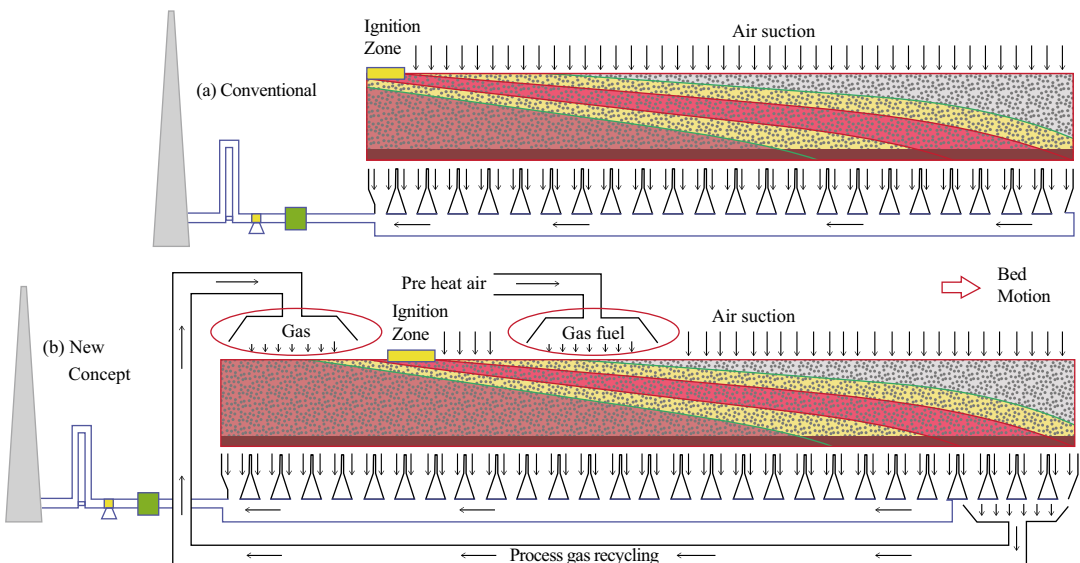 Ignition
Zone
Air suction
(a) Conventional
Pre heat air
Bed
Motion
Gas
Ignition
Zone
Gas fuel
Air suction
(b) New
Concept
Process gas recycling